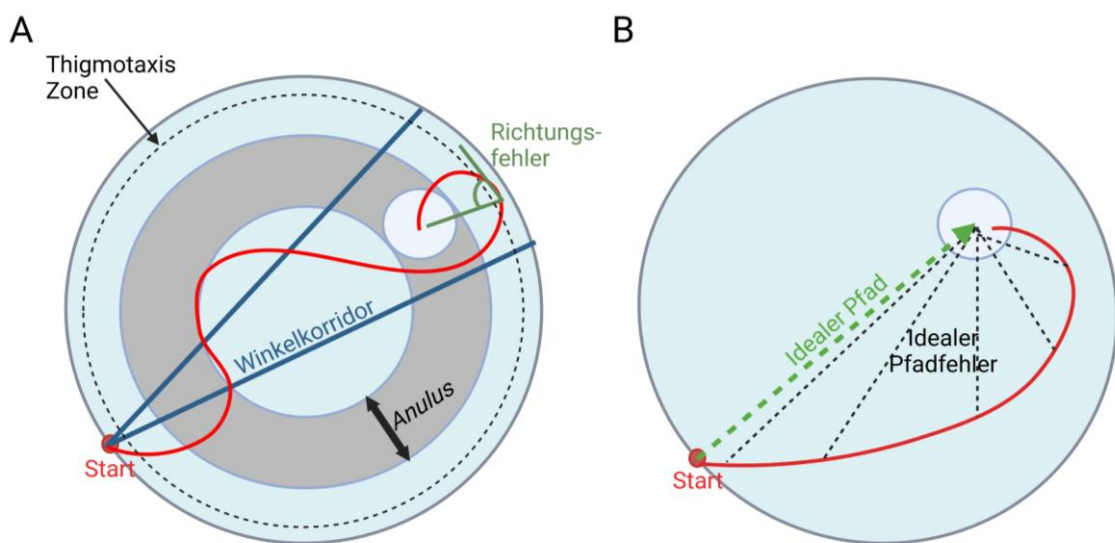 A
Thigmotaxis
Zone
Richtungs-
fehler
Winkelkorridor
Anulus
Start
B
Idealer Pfad
Idealer
Pfadfehler
Start